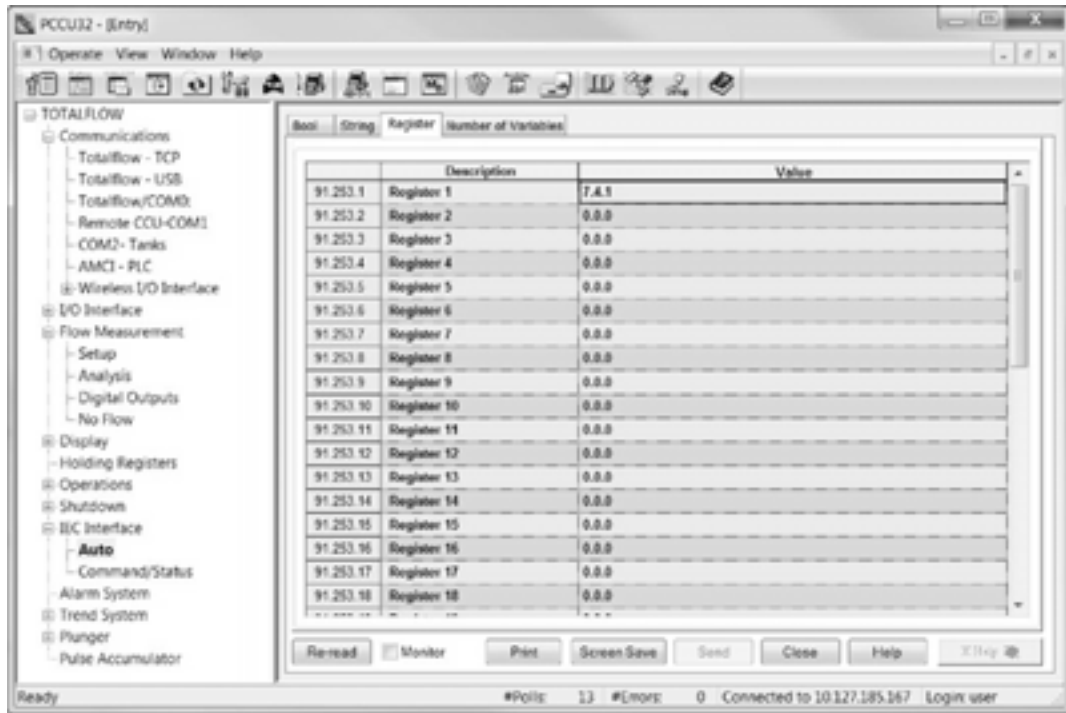 PCCU32 - [Entry]
Operate View Window Help
TOTALFLOW
Communications
Totalflow - TCP
Totalflow - USB
Totalflow/COM0:
Remote CCU-COM1
COM2- Tanks
AMCI - PLC
Wireless I/O Interface
I/O Interface
Flow Measurement
Setup
Analysis
Digital Outputs
No Flow
Display
Holding Registers
Operations
Shutdown
IEC Interface
Auto
Command/Status
Alarm System
Trend System
Plunger
Pulse Accumulator
Bool String Register Number of Variables
Description Value
91.253.1 Register 1 7.4.1
91.253.2 Register 2 0.0.0
91.253.3 Register 3 0.0.0
91.253.4 Register 4 0.0.0
91.253.5 Register 5 0.0.0
91.253.6 Register 6 0.0.0
91.253.7 Register 7 0.0.0
91.253.8 Register 8 0.0.0
91.253.9 Register 9 0.0.0
91.253.10 Register 10 0.0.0
91.253.11 Register 11 0.0.0
91.253.12 Register 12 0.0.0
91.253.13 Register 13 0.0.0
91.253.14 Register 14 0.0.0
91.253.15 Register 15 0.0.0
91.253.16 Register 16 0.0.0
91.253.17 Register 17 0.0.0
91.253.18 Register 18 0.0.0
Re-read Monitor Print Screen Save Send Close Help
Ready #Polls: 13 #Errors: 0 Connected to 10.127.185.167 Login: user